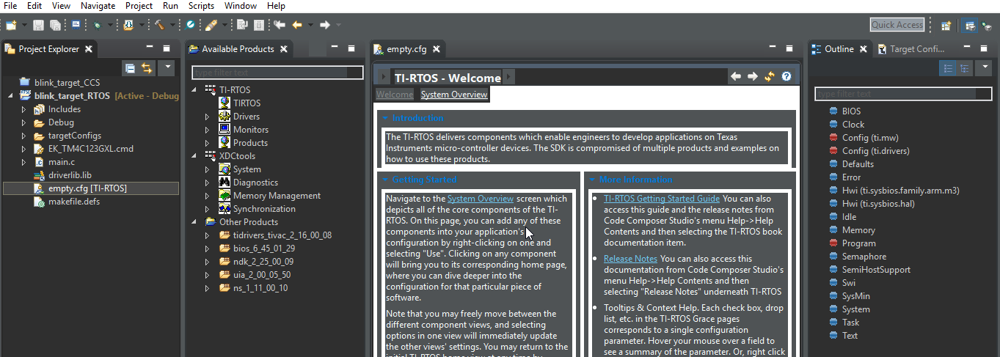 File Edit View Navigate Project Run Scripts Window Help
Quick Access
Project Explorer
blink_target_CCS
blink_target_RTOS [Active - Debug
Includes
Debug
targetConfigs
EK_TM4C123GXL.cmd
main.c
driverlib.lib
empty.cfg [TI-RTOS]
makefile.defs
Available Products
type filter text
TI-RTOS
TIRTOS
Drivers
Monitors
Products
XDCtools
System
Diagnostics
Memory Management
Synchronization
Other Products
tidrivers_tivac_2_16_00_08
bios_6_45_01_29
ndk_2_25_00_09
uia_2_00_05_50
ns_1_11_00_10
empty.cfg
TI-RTOS - Welcome
Welcome System Overview
Introduction
The TI-RTOS delivers components which enable engineers to develop applications on Texas
Instruments micro-controller devices. The SDK is compromised of multiple products and examples on
how to use these products.
Getting Started
Navigate to the System Overview screen which
depicts all of the core components of the TI-
RTOS. On this page, you can add any of these
components into your application's
configuration by right-clicking on one and
selecting "Use". Clicking on any component
will bring you to its corresponding home page,
where you can dive deeper into the
configuration for that particular piece of
software.
Note that you may freely move between the
different component views, and selecting
options in one view will immediately update
the other views' settings. You may return to the
initial TI-RTOS home view at any time by
More Information
TI-RTOS Getting Started Guide You can also
access this guide and the release notes from
Code Composer Studio's menu Help->Help
Contents and then selecting the TI-RTOS book
documentation item.
Release Notes You can also access this
documentation from Code Composer Studio's
menu Help->Help Contents and then
selecting "Release Notes" underneath TI-RTOS
Tooltips & Context Help. Each check box, drop
list, etc. in the TI-RTOS Grace pages
corresponds to a single configuration
parameter. Hover your mouse over a field to
see a summary of the parameter. Or, right click
Outline
Target Confi...
type filter text
BIOS
Clock
Config (ti.mw)
Config (ti.drivers)
Defaults
Error
Hwi (ti.sysbios.family.arm.m3)
Hwi (ti.sysbios.hal)
Idle
Memory
Program
Semaphore
SemiHostSupport
Swi
SysMin
System
Task
Text